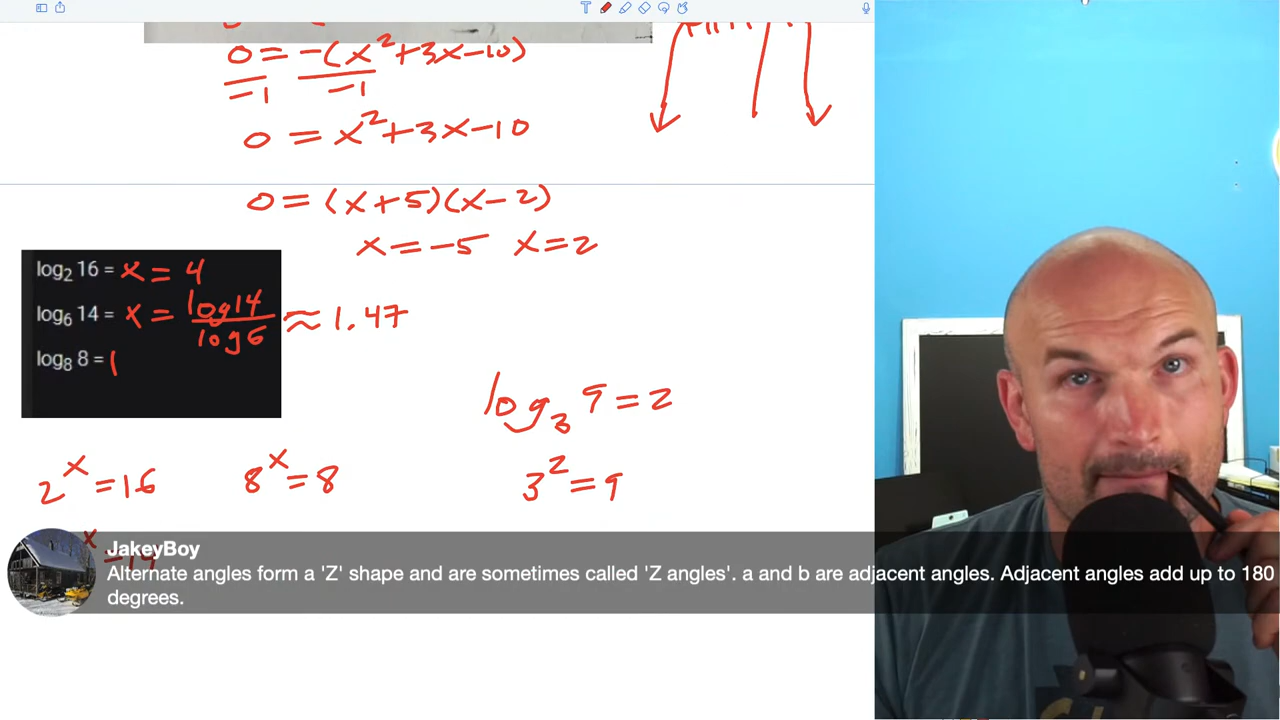 0 = -(x²+3x-10)
-1 -1
0 = x²+3x-10
0 = (x+5)(x-2)
x = -5 x = 2
log₂ 16 = x = 4
log₆ 14 = x = log14/log6 ≈ 1.47
log₈ 8 = 1
log₃ 9 = 2
2ˣ = 16 8ˣ = 8 3² = 9
x = 14
JakeyBoy
Alternate angles form a 'Z' shape and are sometimes called 'Z angles'. a and b are adjacent angles. Adjacent angles add up to 180
degrees.